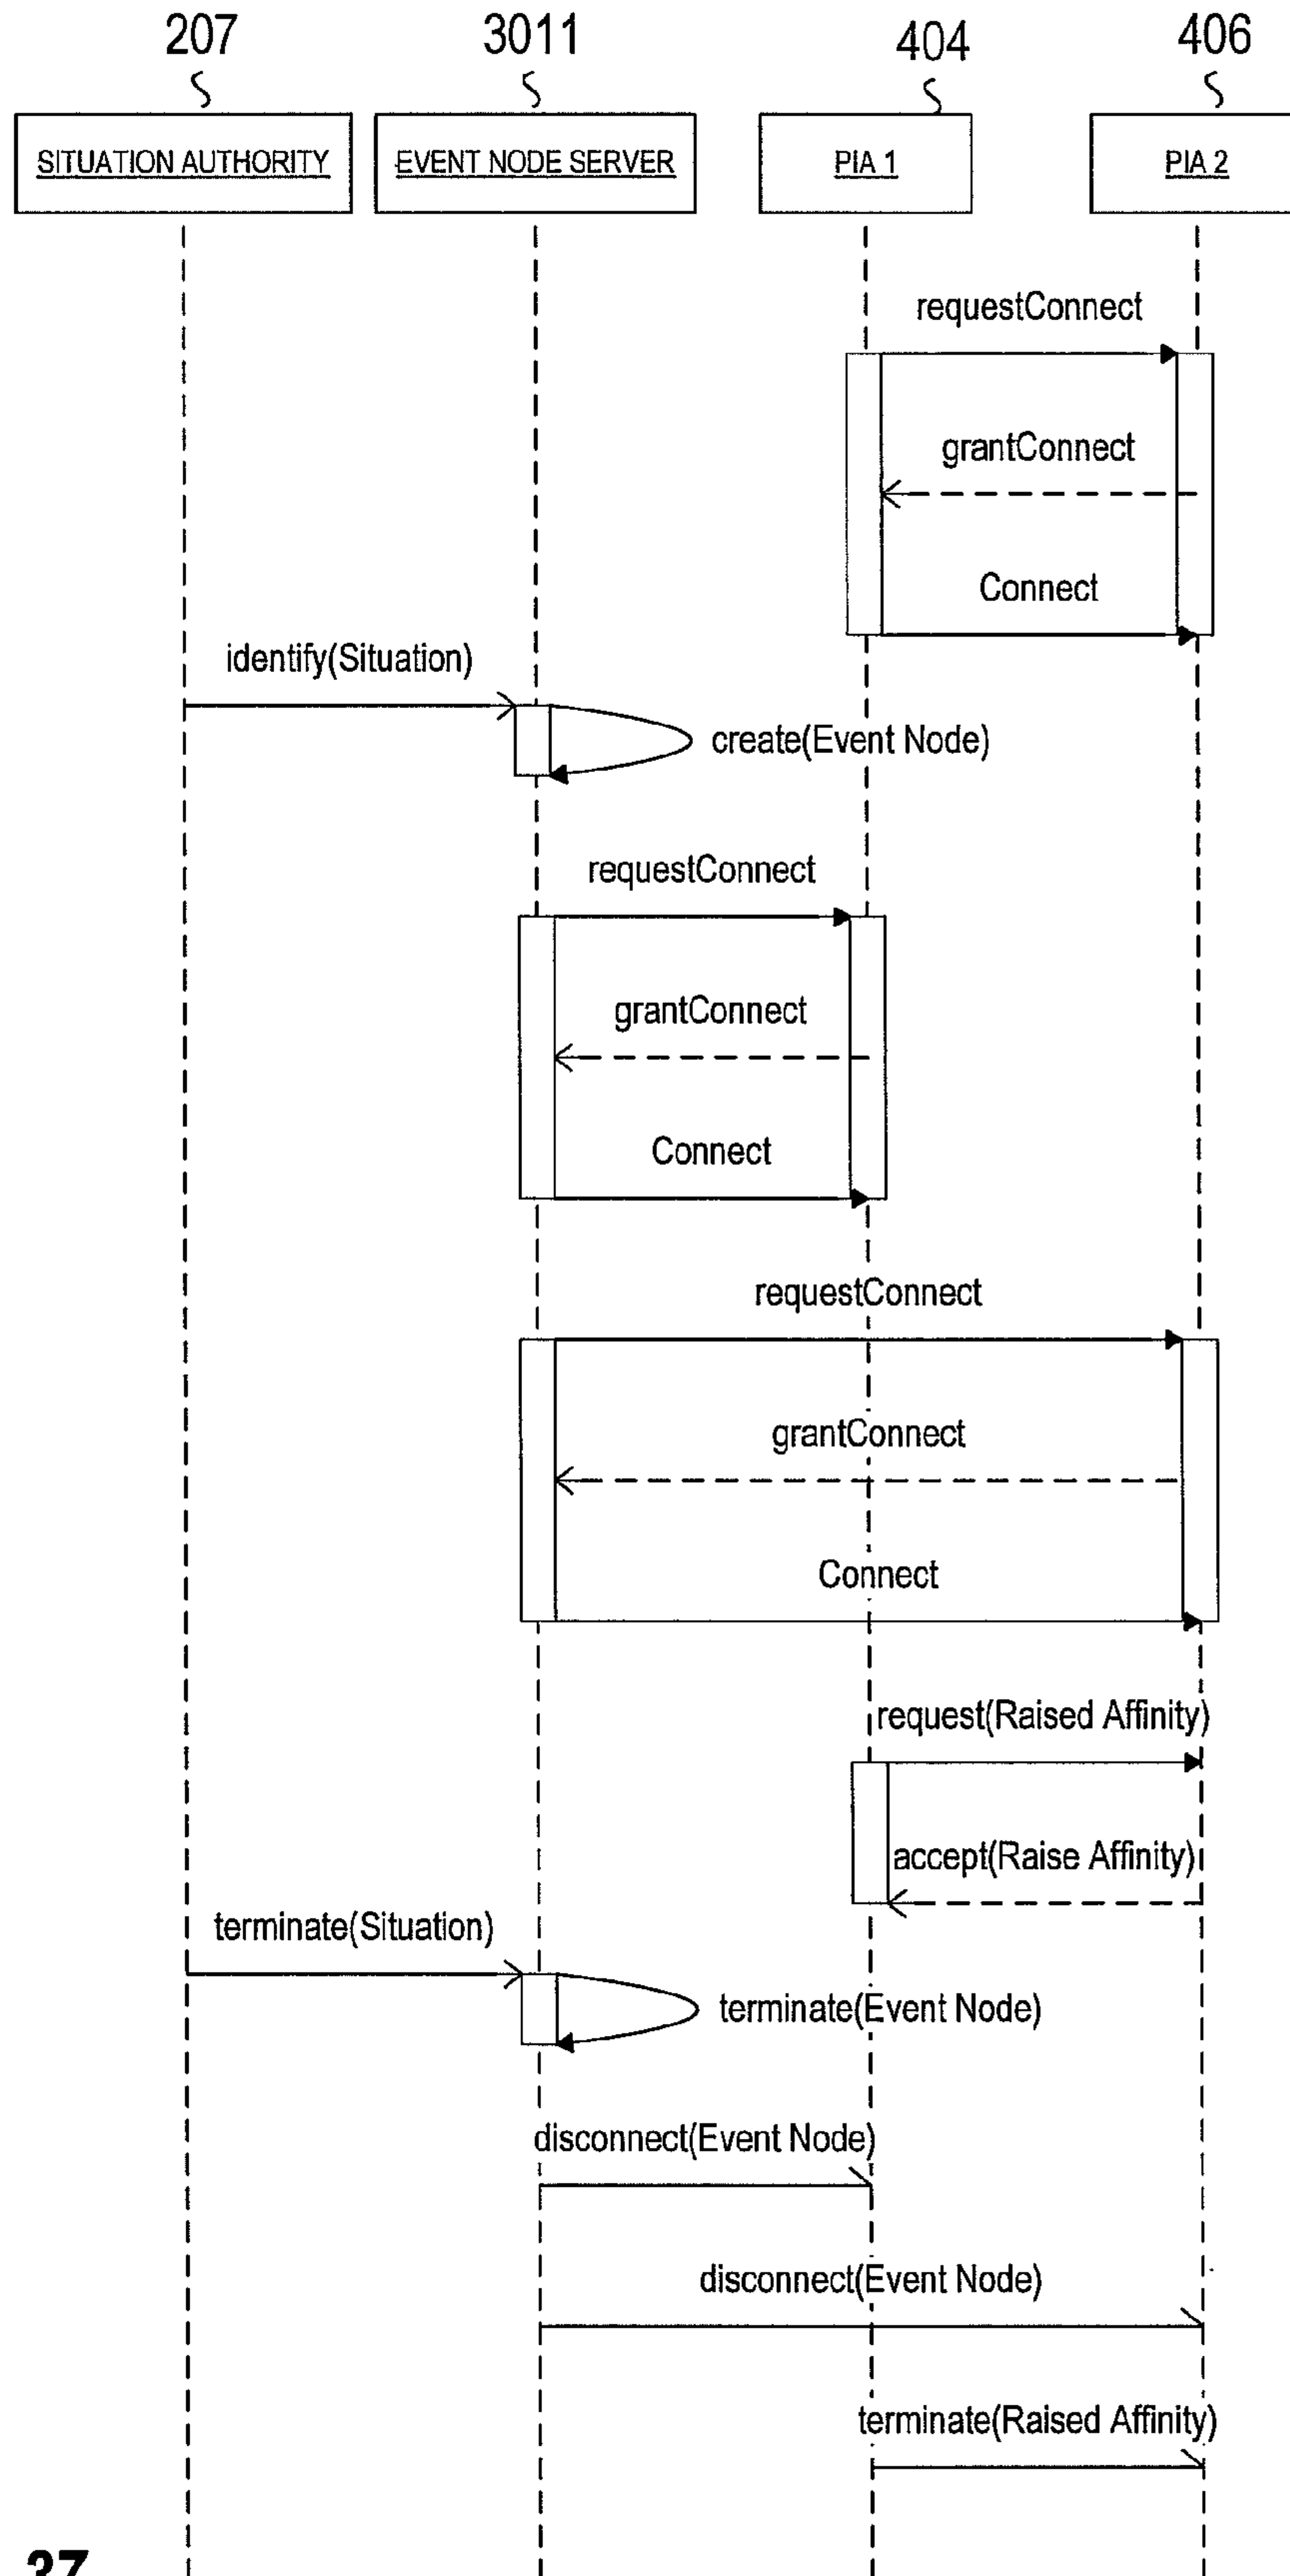 207 3011 404 406
SITUATION AUTHORITY EVENT NODE SERVER PIA 1 PIA 2
requestConnect
grantConnect
Connect
identify(Situation)
create(Event Node)
requestConnect
grantConnect
Connect
requestConnect
grantConnect
Connect
request(Raised Affinity)
accept(Raise Affinity)
terminate(Situation)
terminate(Event Node)
disconnect(Event Node)
disconnect(Event Node)
terminate(Raised Affinity)
37